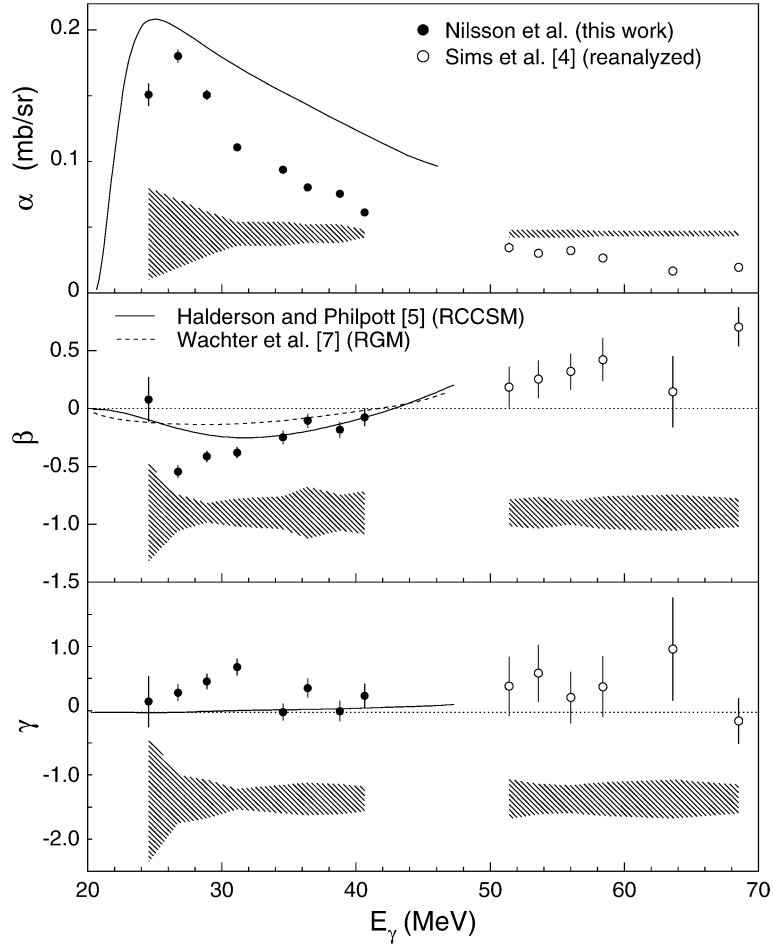 0.2
0.1
0
α (mb/sr)
Nilsson et al. (this work)
Sims et al. [4] (reanalyzed)
Halderson and Philpott [5] (RCCSM)
Wachter et al. [7] (RGM)
0.5
0
-0.5
-1.0
-1.5
β
1.0
0
-1.0
-2.0
γ
20 30 40 50 60 70
Eγ (MeV)